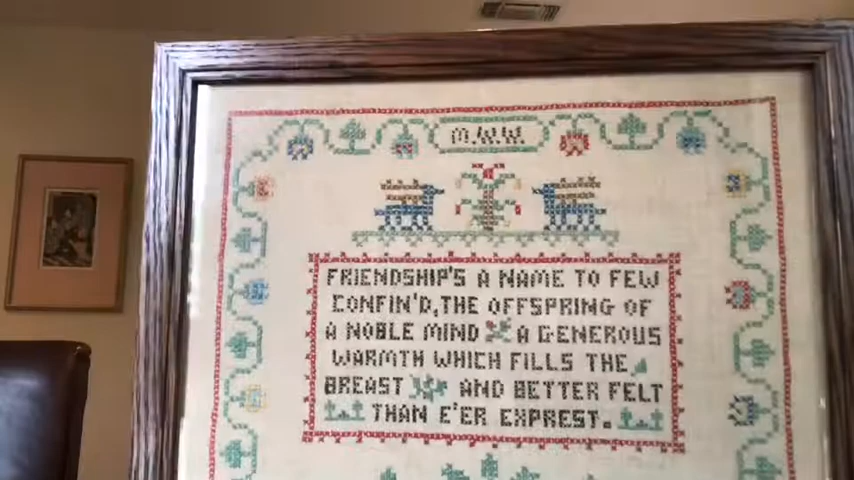 M.W.W
FRIENDSHIP'S A NAME TO FEW
CONFIN'D, THE OFFSPRING OF
A NOBLE MIND A GENEROUS
WARMTH WHICH FILLS THE
BREAST AND BETTER FELT
THAN E'ER EXPREST.